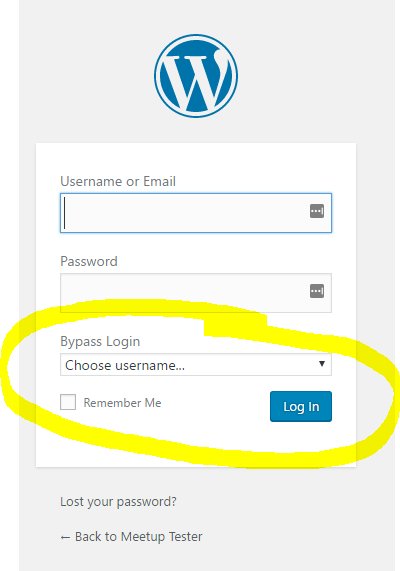 Username or Email
Password
Bypass Login
Choose username...
Remember Me
Log In
Lost your password?
← Back to Meetup Tester